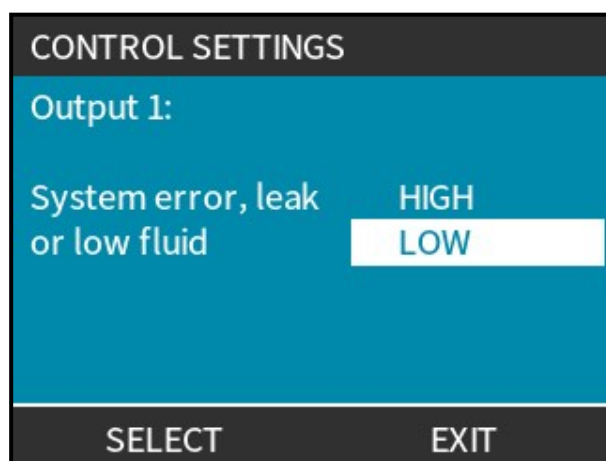 CONTROL SETTINGS
Output 1:
System error, leak HIGH
or low fluid LOW
SELECT EXIT